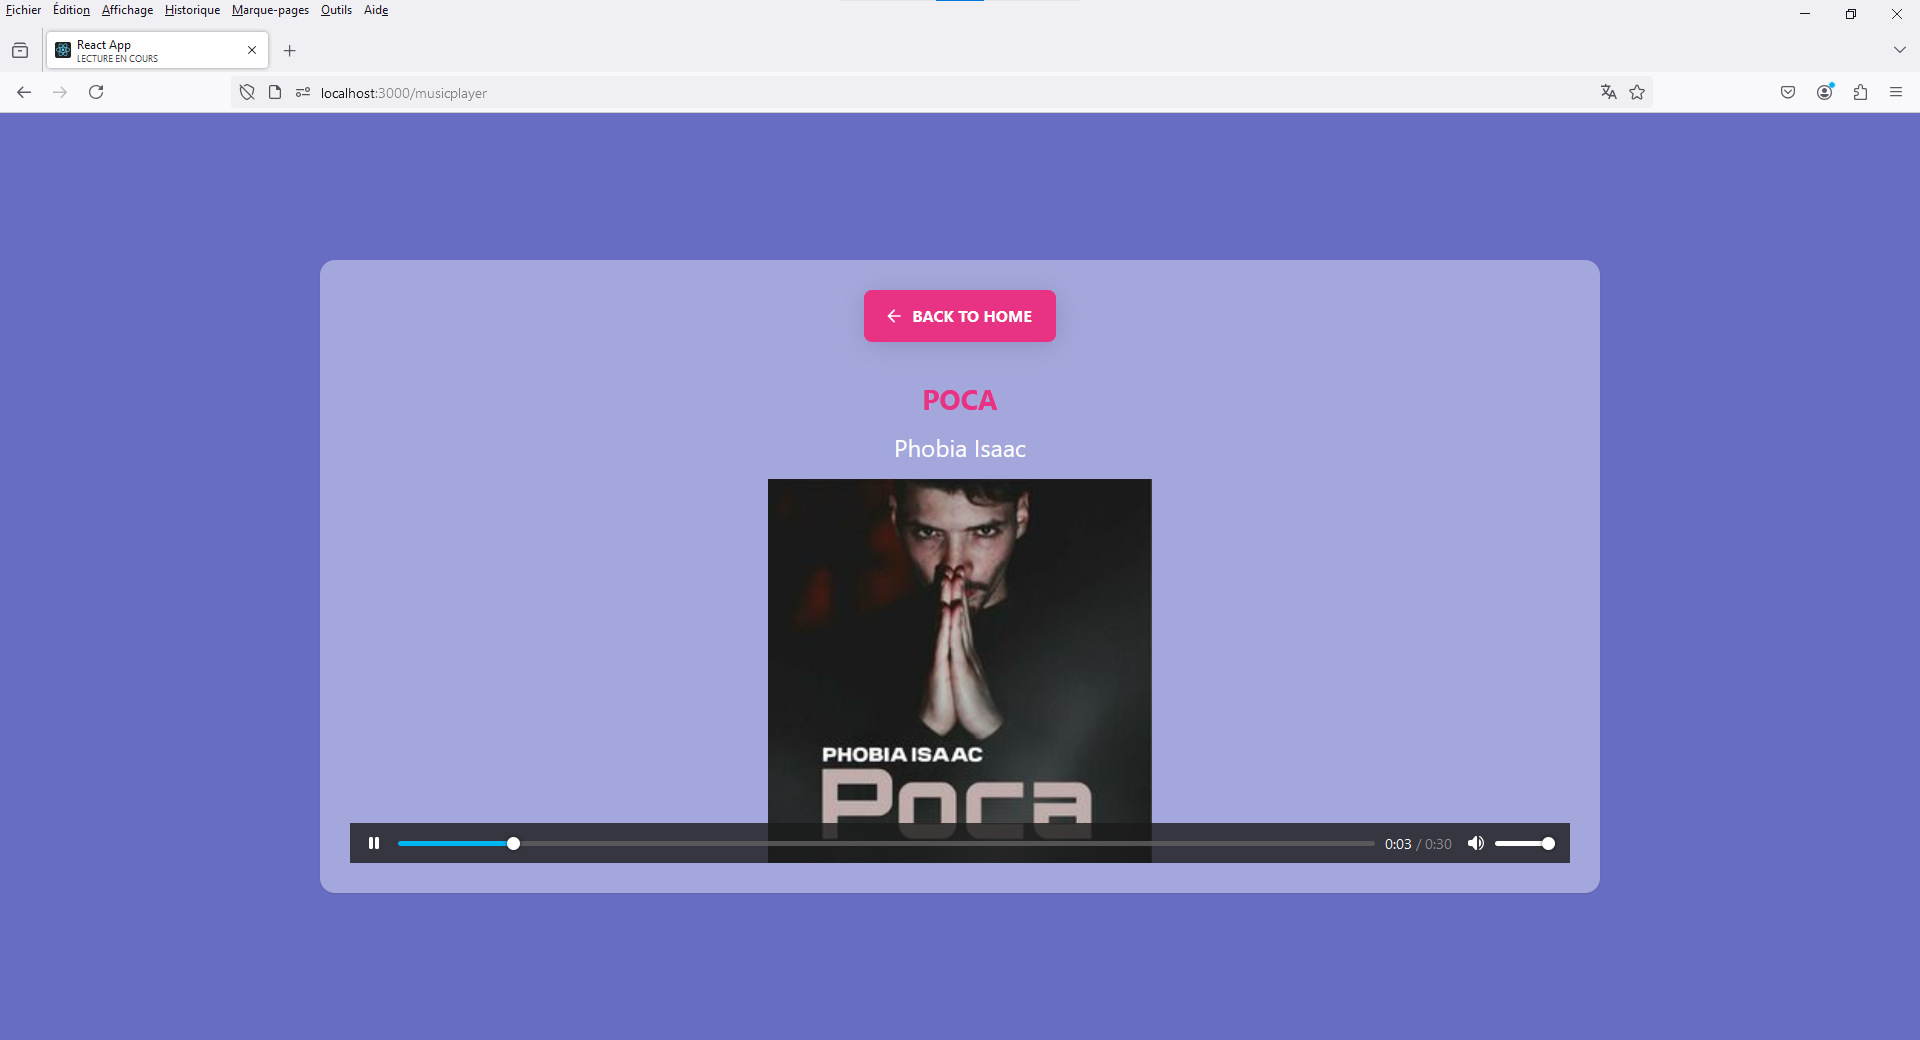 Fichier Édition Affichage Historique Marque-pages Outils Aide
React App
LECTURE EN COURS
localhost:3000/musicplayer
BACK TO HOME
POCA
Phobia Isaac
PHOBIA ISAAC
Poca
0:03 / 0:30